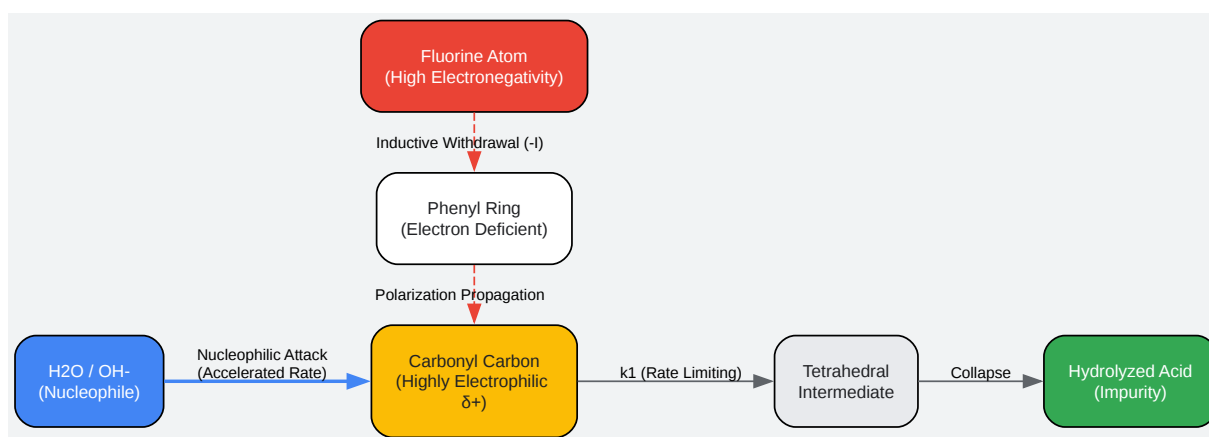 Fluorine Atom
(High Electronegativity)
Inductive Withdrawal (-I)
Phenyl Ring
(Electron Deficient)
Polarization Propagation
H2O / OH-
(Nucleophile)
Nucleophilic Attack
(Accelerated Rate)
Carbonyl Carbon
(Highly Electrophilic
δ+)
k1 (Rate Limiting)
Tetrahedral
Intermediate
Collapse
Hydrolyzed Acid
(Impurity)